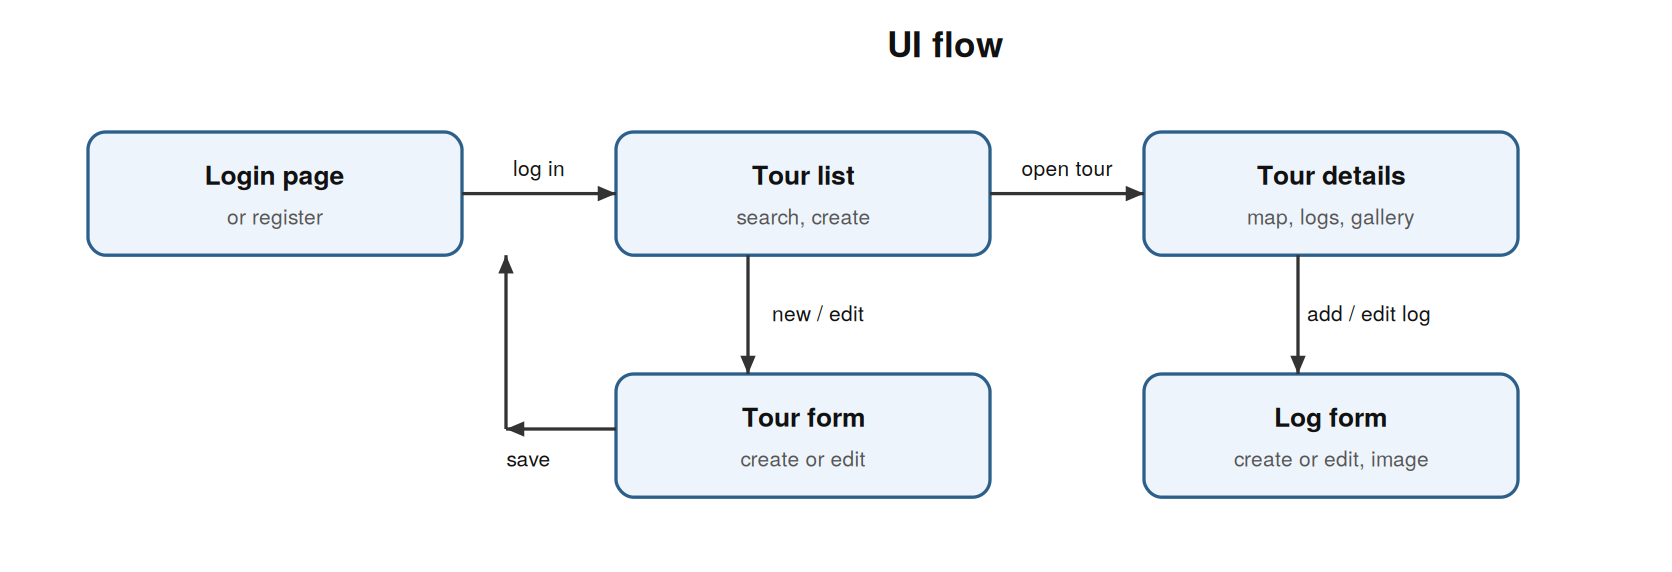 UI flow
Login page
or register
log in
Tour list
search, create
open tour
Tour details
map, logs, gallery
new / edit
add / edit log
Tour form
create or edit
save
Log form
create or edit, image